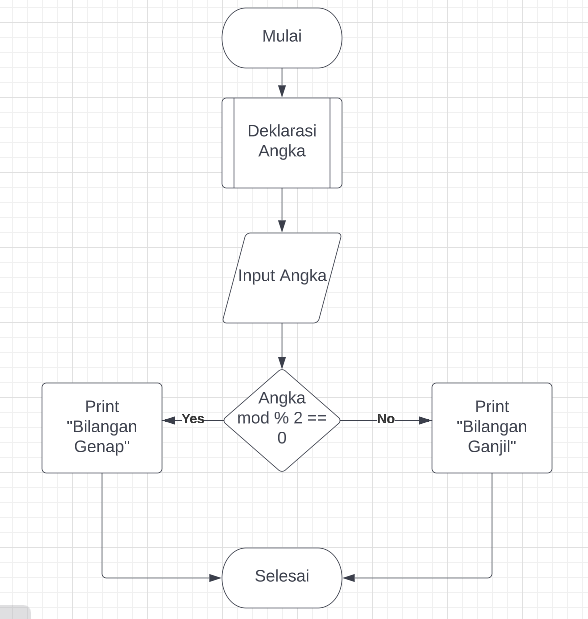 Mulai
Deklarasi
Angka
Input Angka
Angka
mod % 2 ==
0
Yes
No
Print
"Bilangan
Genap"
Print
"Bilangan
Ganjil"
Selesai